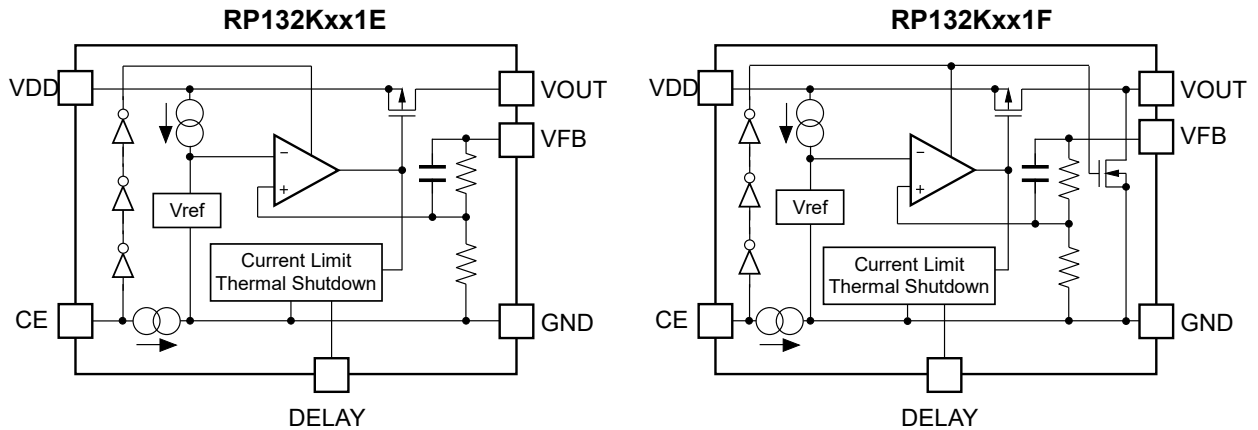 RP132Kxx1E
VDD
VOUT
VFB
−
+
Vref
Current Limit
Thermal Shutdown
CE
GND
DELAY
RP132Kxx1F
VDD
VOUT
VFB
−
+
Vref
Current Limit
Thermal Shutdown
CE
GND
DELAY